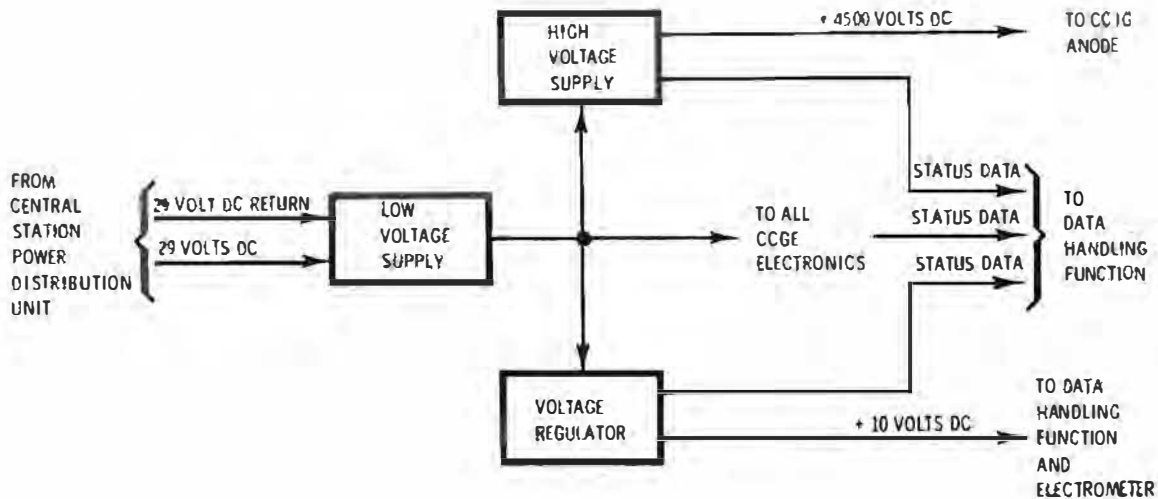 HIGH
VOLTAGE
SUPPLY
+ 4500 VOLTS DC
TO CCIG
ANODE
FROM
CENTRAL
STATION
POWER
DISTRIBUTION
UNIT
29 VOLT DC RETURN
29 VOLTS DC
LOW
VOLTAGE
SUPPLY
TO ALL
CCGE
ELECTRONICS
STATUS DATA
STATUS DATA
STATUS DATA
TO
DATA
HANDLING
FUNCTION
VOLTAGE
REGULATOR
+ 10 VOLTS DC
TO DATA
HANDLING
FUNCTION
AND
ELECTROMETER